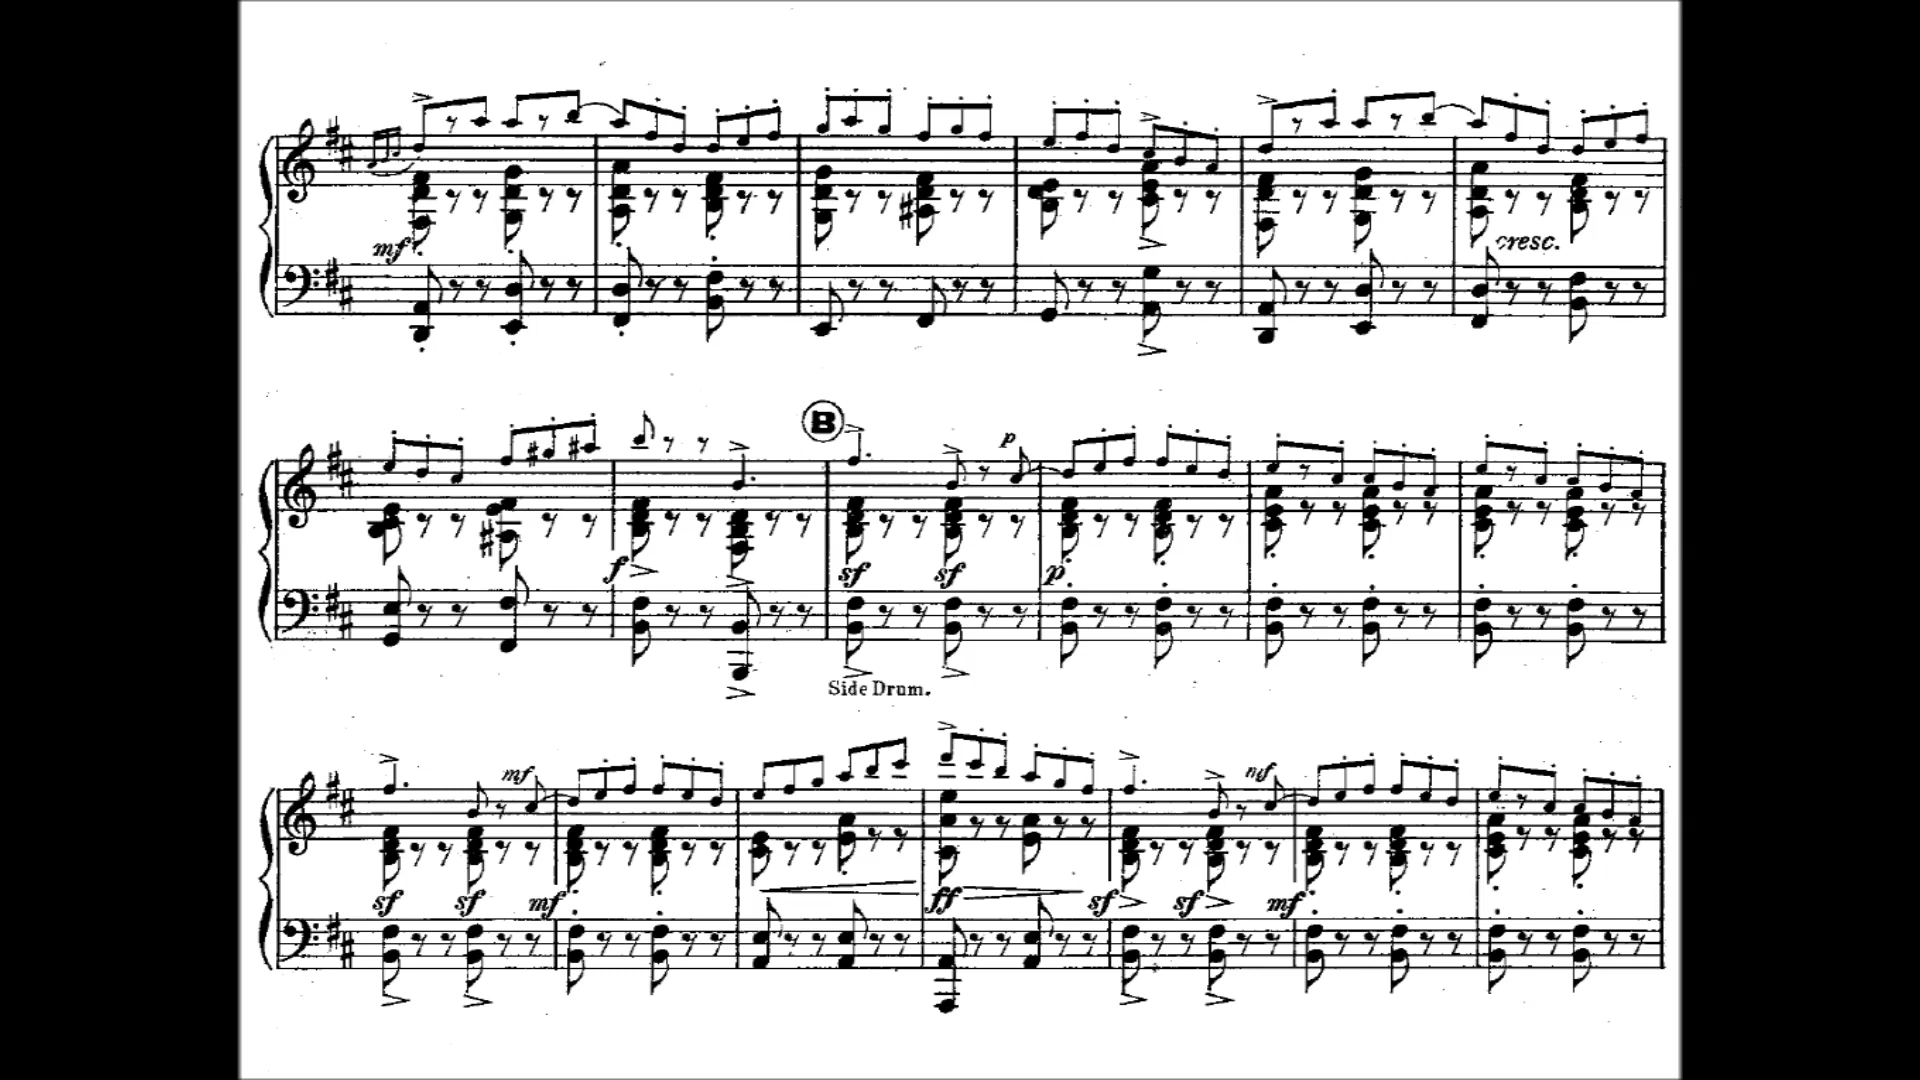 mf cresc.
B
p
f sf sf p
Side Drum.
mf mf
sf sf mf ff sf sf mf